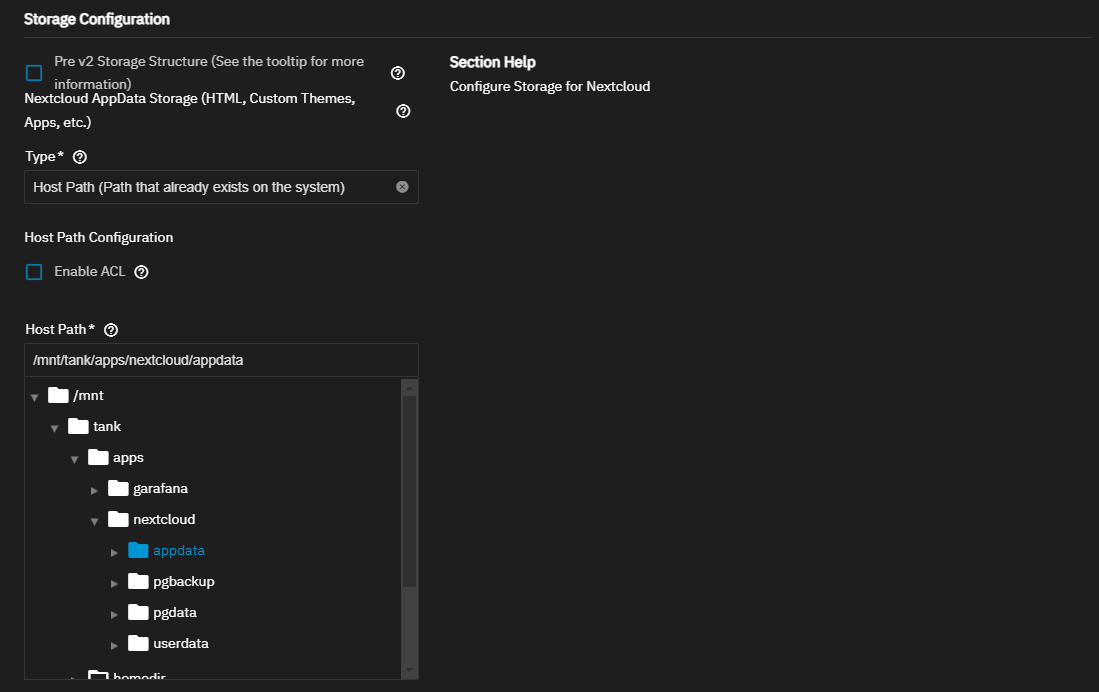 Storage Configuration
Pre v2 Storage Structure (See the tooltip for more
information)
Section Help
Configure Storage for Nextcloud
Nextcloud AppData Storage (HTML, Custom Themes,
Apps, etc.)
Type*
Host Path (Path that already exists on the system)
Host Path Configuration
Enable ACL
Host Path*
/mnt/tank/apps/nextcloud/appdata
/mnt
tank
apps
garafana
nextcloud
appdata
pgbackup
pgdata
userdata
homedir